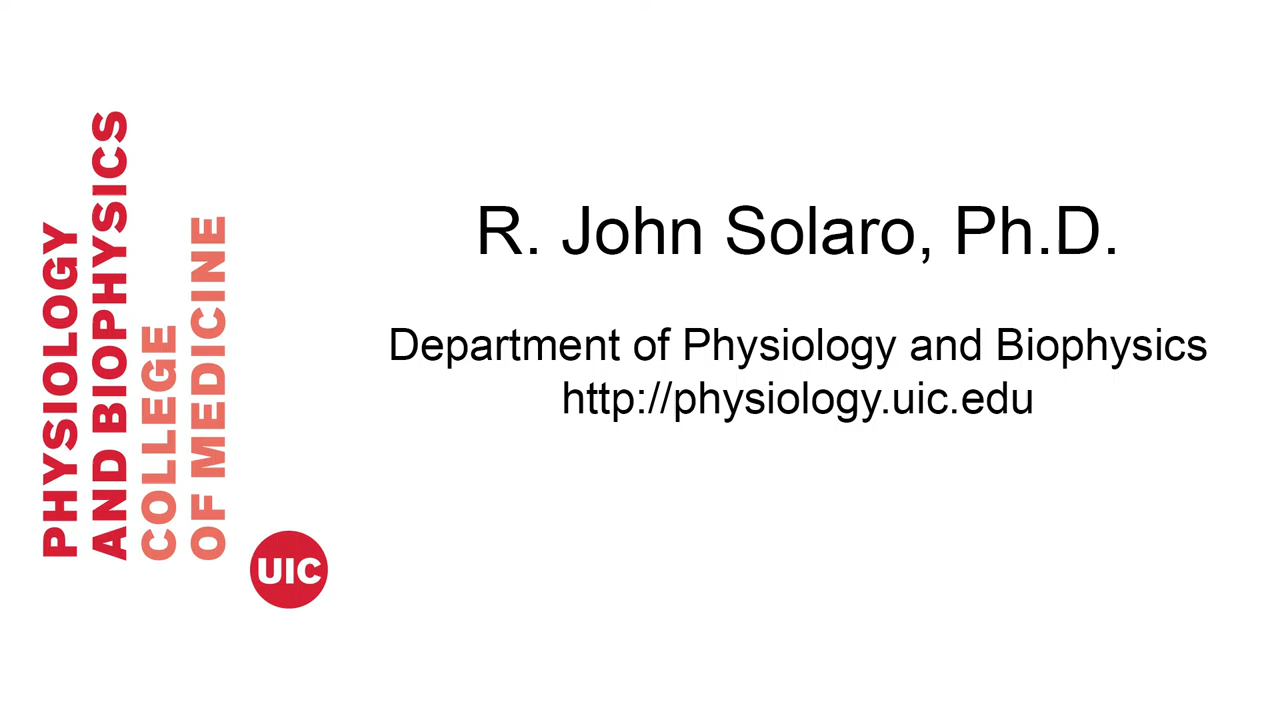 PHYSIOLOGY
AND BIOPHYSICS
COLLEGE
OF MEDICINE
UIC
R. John Solaro, Ph.D.
Department of Physiology and Biophysics
http://physiology.uic.edu